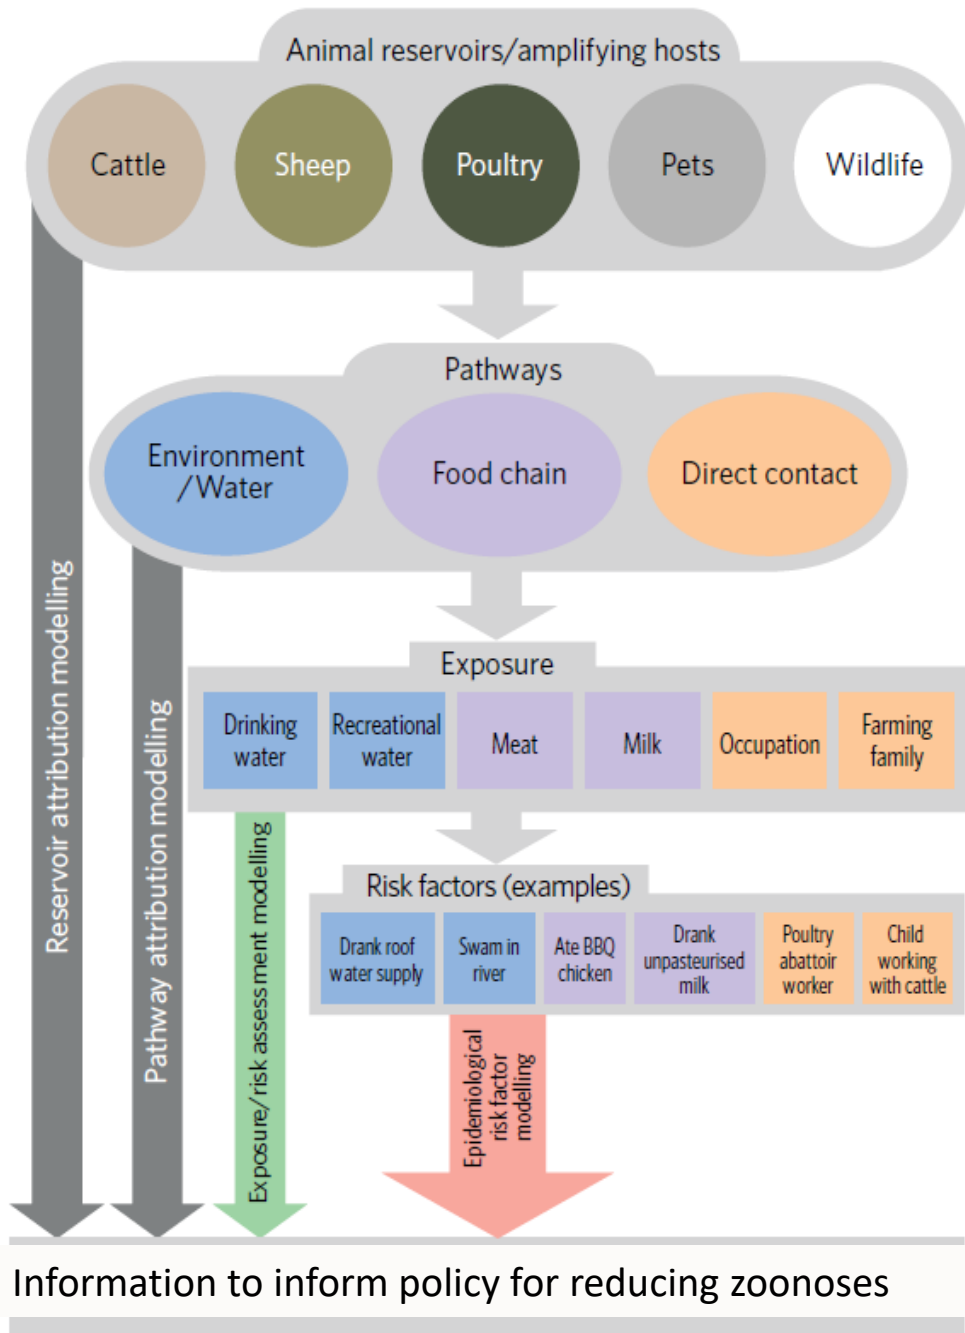 Animal reservoirs/amplifying hosts
Cattle
Sheep
Poultry
Pets
Wildlife
Pathways
Environment
/Water
Food chain
Direct contact
Exposure
Drinking
water
Recreational
water
Meat
Milk
Occupation
Farming
family
Risk factors (examples)
Drank roof
water supply
Swam in
river
Ate BBQ
chicken
Drank
unpasteurised
milk
Poultry
abattoir
worker
Child
working
with cattle
Reservoir attribution modelling
Pathway attribution modelling
Exposure/risk assessment modelling
Epidemiological
risk factor
modelling
Information to inform policy for reducing zoonoses